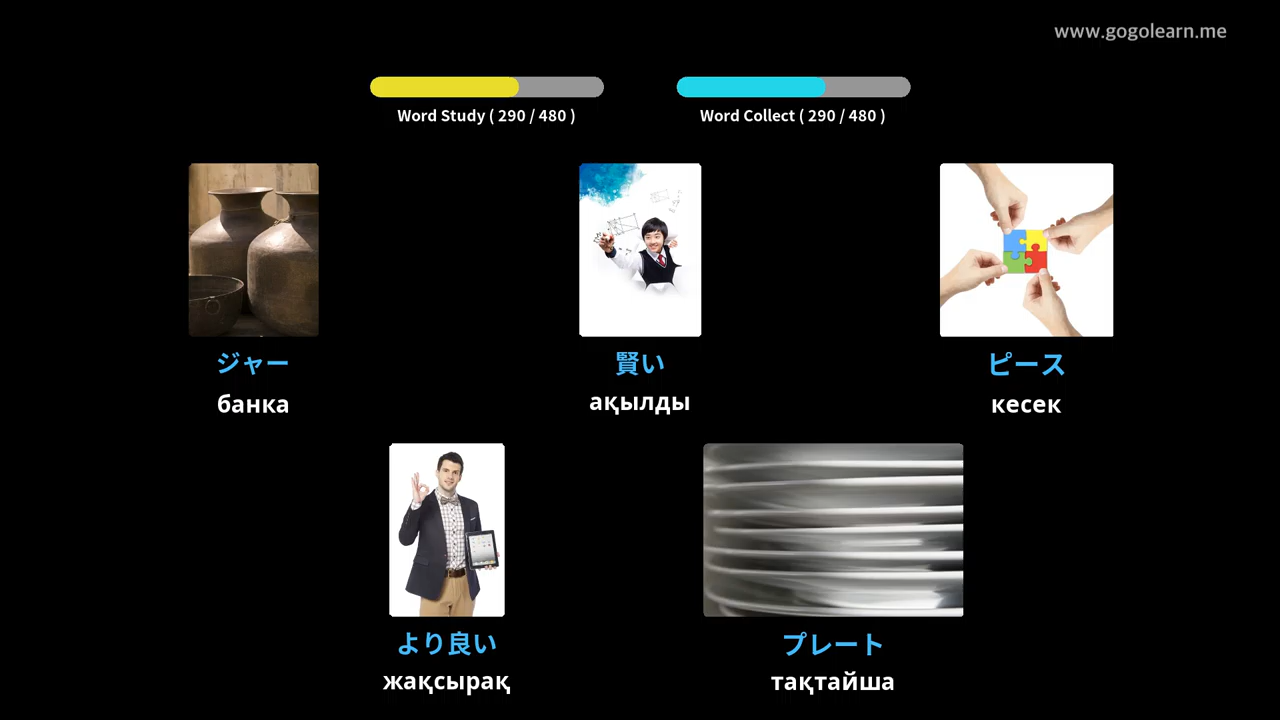 www.gogolearn.me
Word Study ( 290 / 480 )
Word Collect ( 290 / 480 )
ジャー
банка
賢い
ақылды
ピース
кесек
より良い
жақсырақ
プレート
тақтайша